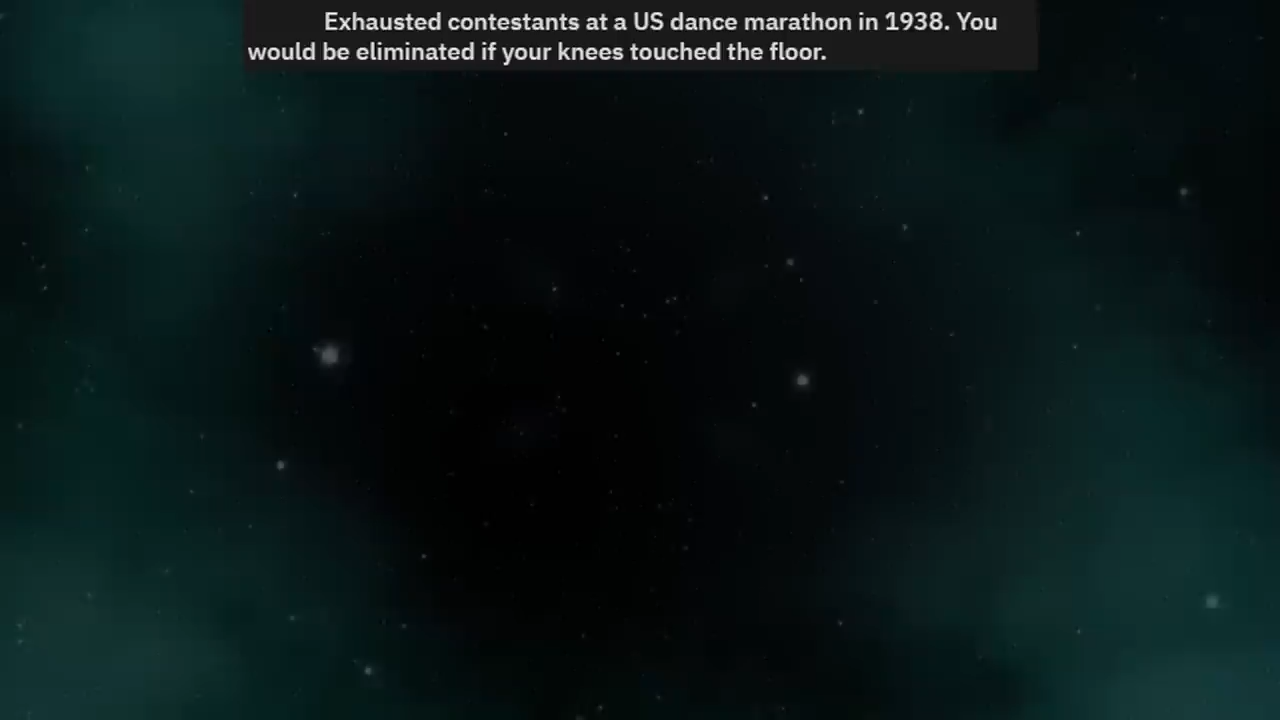 Exhausted contestants at a US dance marathon in 1938. You
would be eliminated if your knees touched the floor.